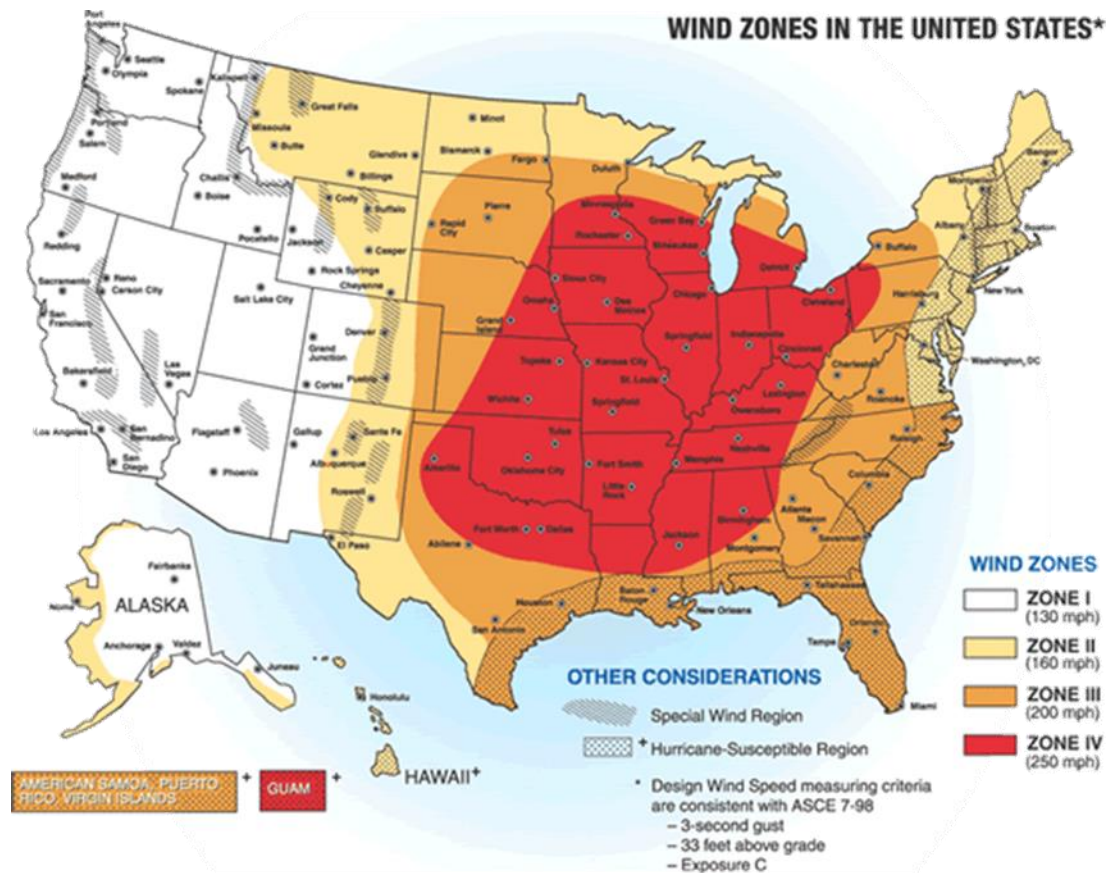 WIND ZONES IN THE UNITED STATES*
Port
Angeles
Seattle
Olympia
Spokane
Kalispell
Great Falls
Minot
Portland
Salem
Missoula
Butte
Glendive
Bismarck
Fargo
Duluth
Bangor
Medford
Challis
Boise
Billings
Cody
Buffalo
Pierre
Rapid
City
Minneapolis
Rochester
Green Bay
Milwaukee
Montpelier
Albany
Boston
Buffalo
Redding
Pocatello
Jackson
Casper
Rock Springs
Cheyenne
Sioux City
Detroit
Sacramento
Reno
Carson City
Salt Lake City
Omaha
Des
Moines
Chicago
Cleveland
Harrisburg
New York
San
Francisco
Grand
Island
Denver
Grand
Junction
Springfield
Indianapolis
Cincinnati
Washington, DC
Las
Vegas
Bakersfield
Cortez
Pueblo
Topeka
Kansas City
St. Louis
Charleston
Lexington
Roanoke
Wichita
Springfield
Owensboro
Raleigh
Los Angeles
San
Bernadino
Flagstaff
Gallup
Santa Fe
Albuquerque
Amarillo
Tulsa
Oklahoma City
Fort Smith
Memphis
Nashville
Columbia
San
Diego
Phoenix
Roswell
Little
Rock
Atlanta
Macon
Birmingham
Savannah
El Paso
Fort Worth
Dallas
Abilene
Jackson
Montgomery
Tallahassee
Houston
Baton
Rouge
New Orleans
San Antonio
Orlando
Tampa
Miami
Fairbanks
Nome
ALASKA
Anchorage
Valdez
Juneau
Honolulu
HAWAII+
AMERICAN SAMOA, PUERTO
RICO, VIRGIN ISLANDS
+
GUAM
+
OTHER CONSIDERATIONS
Special Wind Region
+ Hurricane-Susceptible Region
* Design Wind Speed measuring criteria
are consistent with ASCE 7-98
– 3-second gust
– 33 feet above grade
– Exposure C
WIND ZONES
ZONE I
(130 mph)
ZONE II
(160 mph)
ZONE III
(200 mph)
ZONE IV
(250 mph)